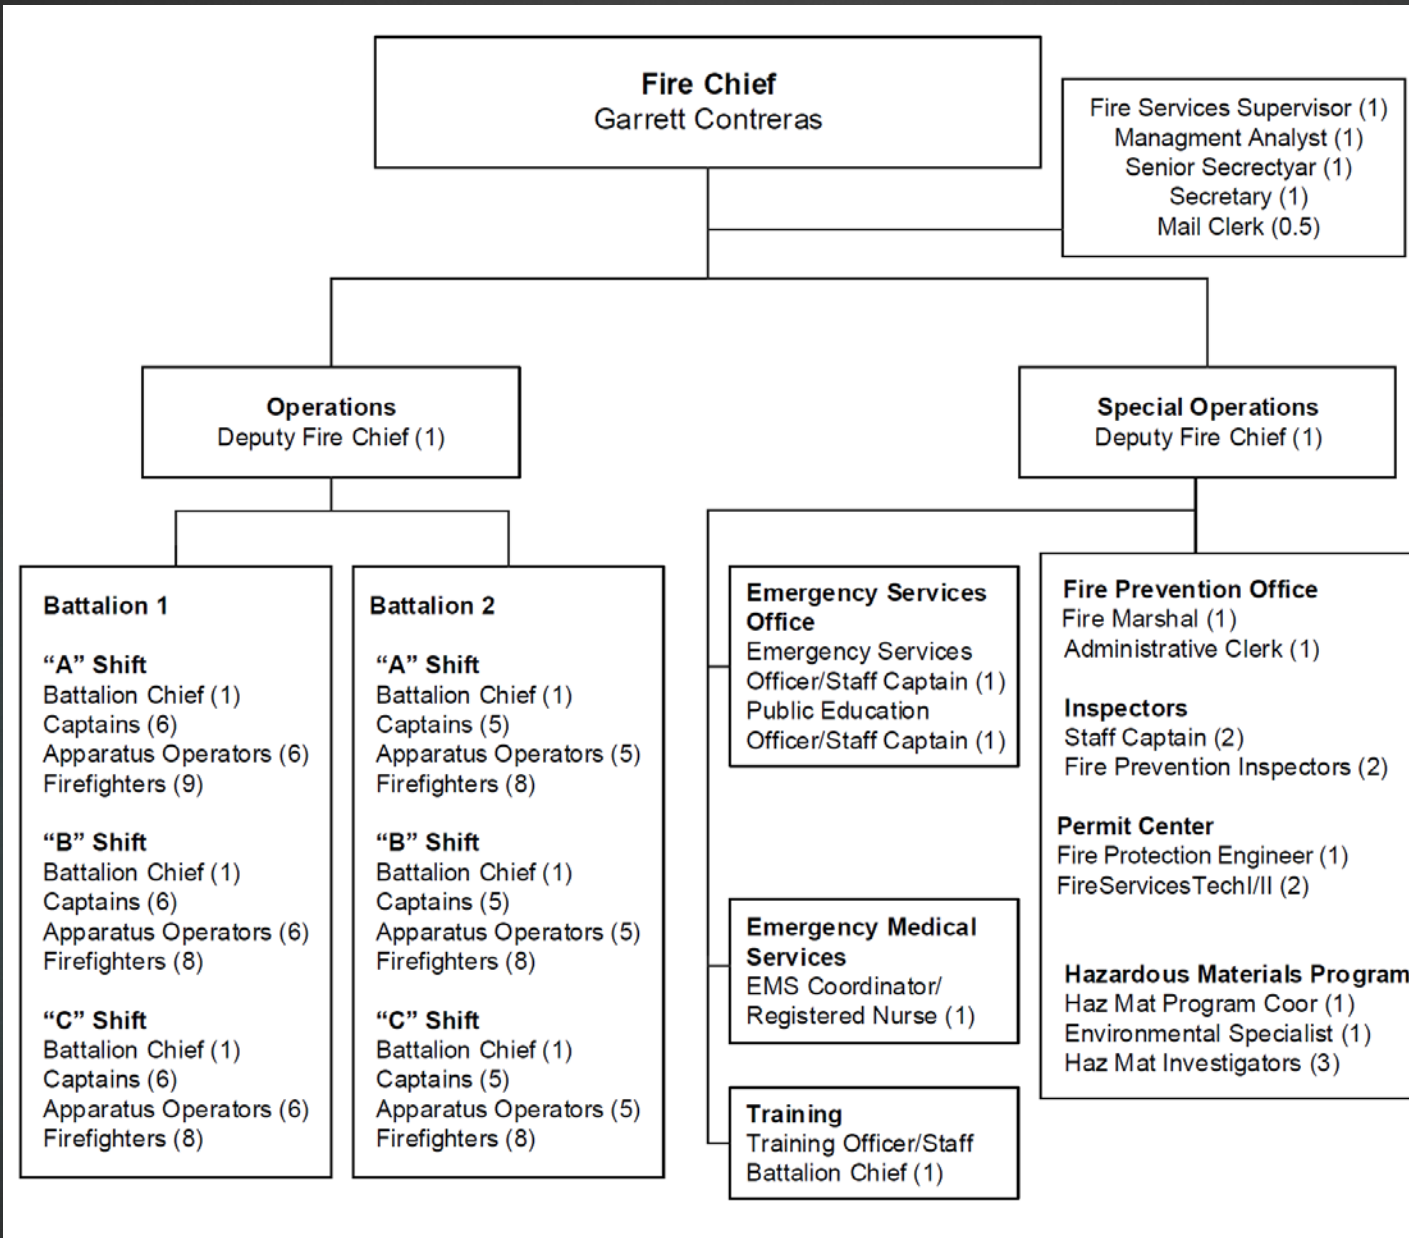 Fire Chief
Garrett Contreras
Fire Services Supervisor (1)
Managment Analyst (1)
Senior Secrectyar (1)
Secretary (1)
Mail Clerk (0.5)
Operations
Deputy Fire Chief (1)
Special Operations
Deputy Fire Chief (1)
Battalion 1
“A” Shift
Battalion Chief (1)
Captains (6)
Apparatus Operators (6)
Firefighters (9)
“B” Shift
Battalion Chief (1)
Captains (6)
Apparatus Operators (6)
Firefighters (8)
“C” Shift
Battalion Chief (1)
Captains (6)
Apparatus Operators (6)
Firefighters (8)
Battalion 2
“A” Shift
Battalion Chief (1)
Captains (5)
Apparatus Operators (5)
Firefighters (8)
“B” Shift
Battalion Chief (1)
Captains (5)
Apparatus Operators (5)
Firefighters (8)
“C” Shift
Battalion Chief (1)
Captains (5)
Apparatus Operators (5)
Firefighters (8)
Emergency Services
Office
Emergency Services
Officer/Staff Captain (1)
Public Education
Officer/Staff Captain (1)
Emergency Medical
Services
EMS Coordinator/
Registered Nurse (1)
Training
Training Officer/Staff
Battalion Chief (1)
Fire Prevention Office
Fire Marshal (1)
Administrative Clerk (1)
Inspectors
Staff Captain (2)
Fire Prevention Inspectors (2)
Permit Center
Fire Protection Engineer (1)
FireServicesTechI/II (2)
Hazardous Materials Program
Haz Mat Program Coor (1)
Environmental Specialist (1)
Haz Mat Investigators (3)